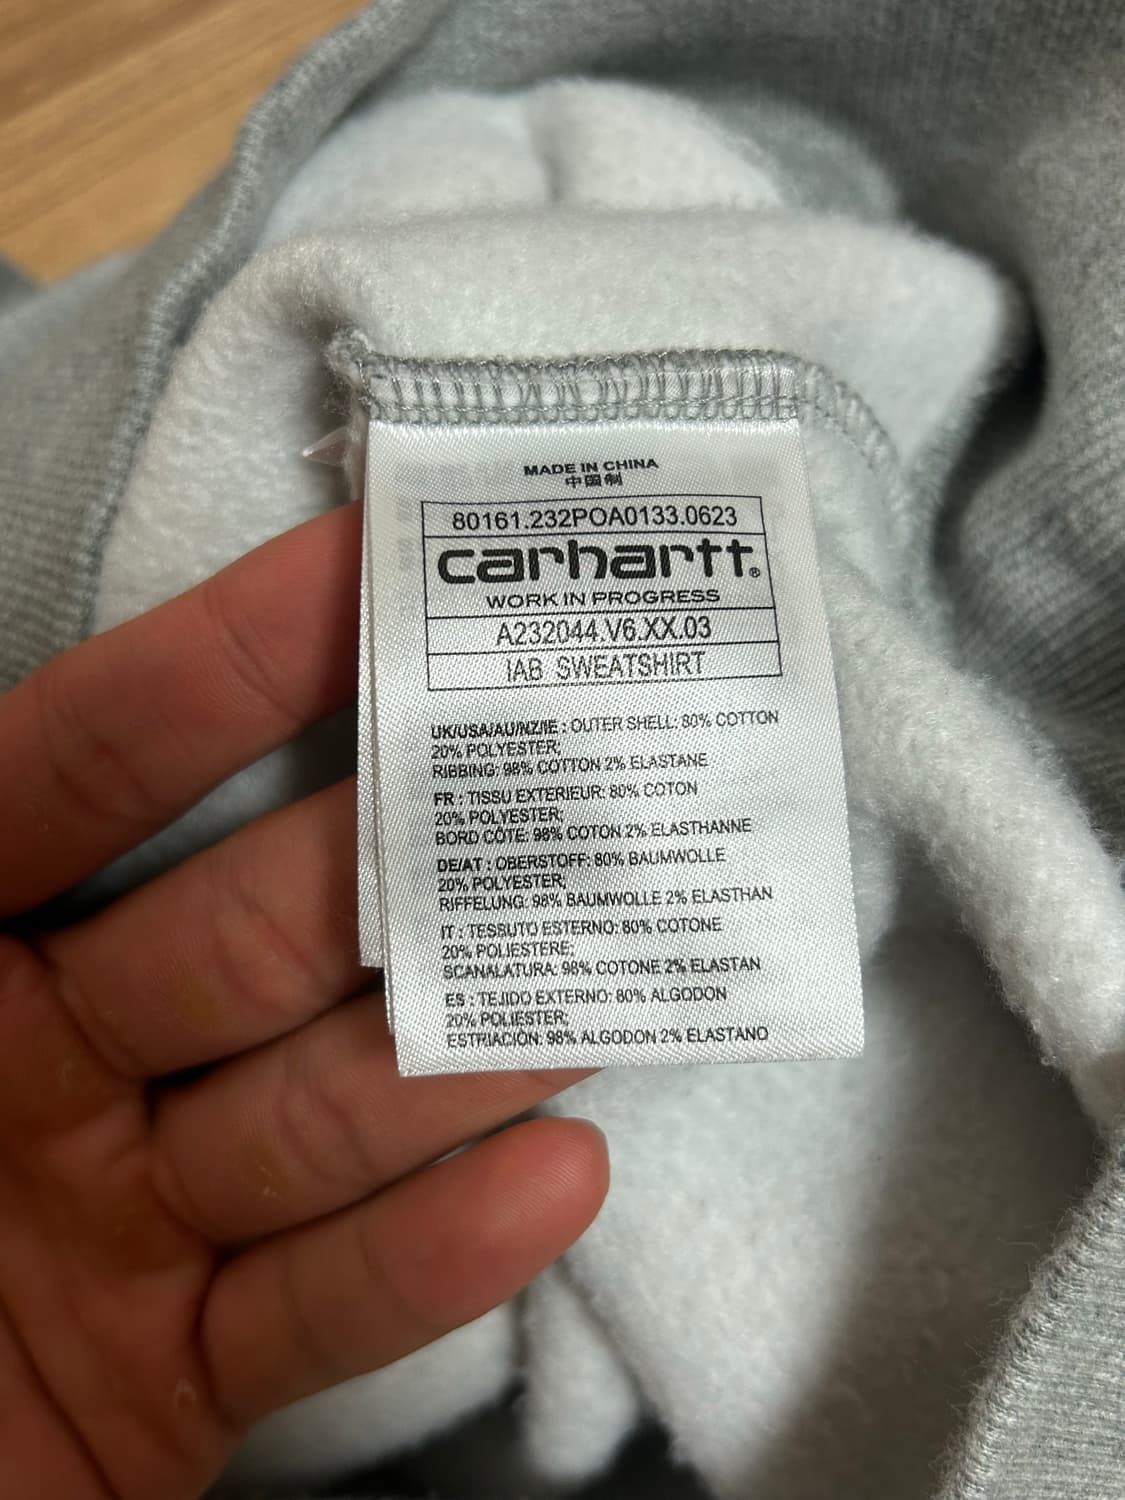 MADE IN CHINA
中国制
80161.232POA0133.0623
carhartt.®
WORK IN PROGRESS
A232044.V6.XX.03
IAB SWEATSHIRT
UK/USA/AU/NZ/IE : OUTER SHELL: 80% COTTON
20% POLYESTER;
RIBBING: 98% COTTON 2% ELASTANE
FR : TISSU EXTERIEUR: 80% COTON
20% POLYESTER;
BORD CÔTE: 98% COTON 2% ELASTHANNE
DE/AT : OBERSTOFF: 80% BAUMWOLLE
20% POLYESTER;
RIFFELUNG: 98% BAUMWOLLE 2% ELASTHAN
IT : TESSUTO ESTERNO: 80% COTONE
20% POLIESTERE;
SCANALATURA: 98% COTONE 2% ELASTAN
ES : TEJIDO EXTERNO: 80% ALGODON
20% POLIESTER;
ESTRIACION: 98% ALGODON 2% ELASTANO